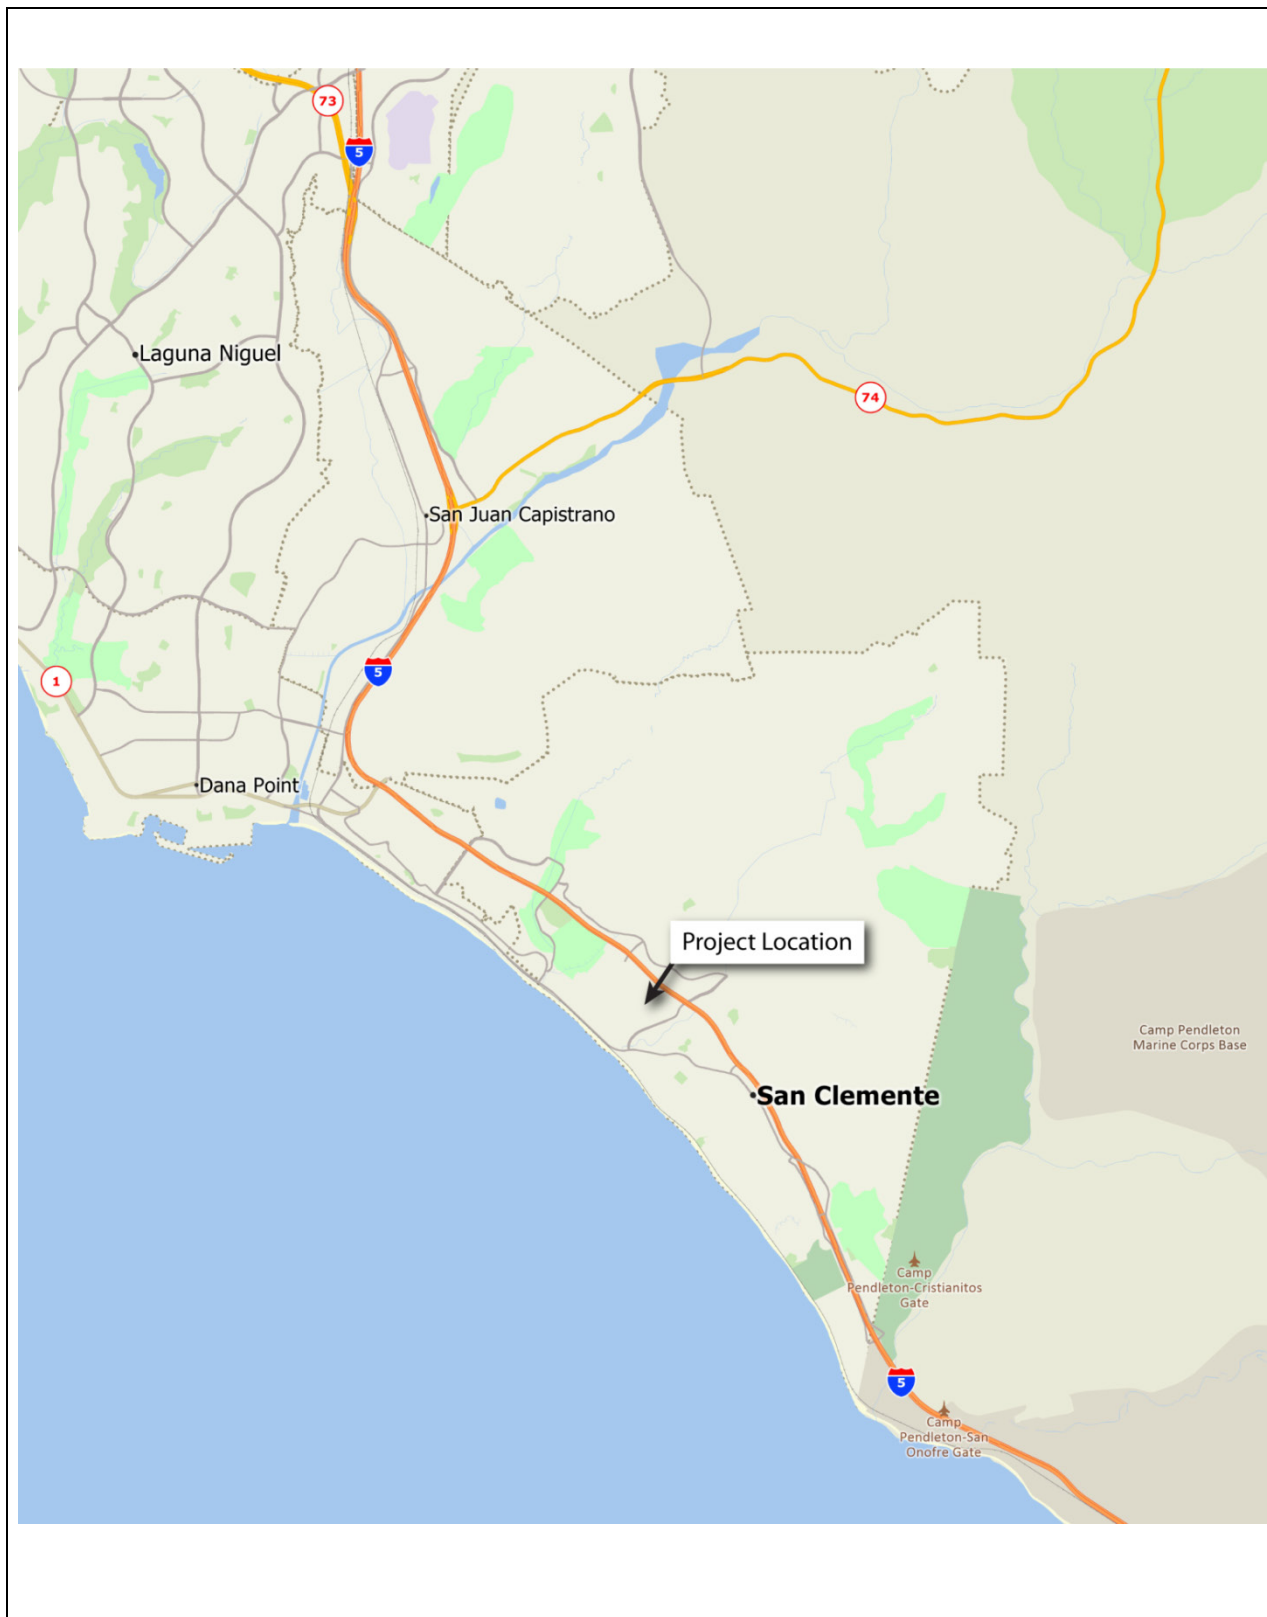 73
5
Laguna Niguel
74
San Juan Capistrano
5
1
Dana Point
Project Location
Camp Pendleton
Marine Corps Base
San Clemente
Camp
Pendleton-Cristianitos
Gate
5
Camp
Pendleton-San
Onofre Gate